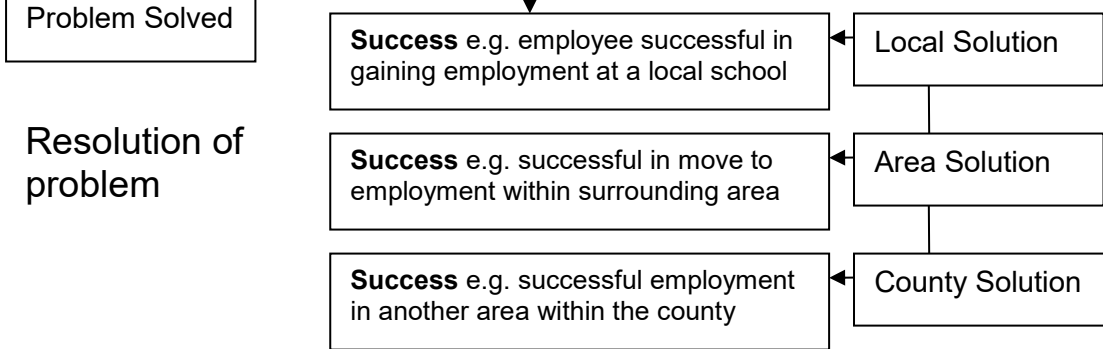 Problem Solved
Success e.g. employee successful in
gaining employment at a local school
Local Solution
Resolution of
problem
Success e.g. successful in move to
employment within surrounding area
Area Solution
Success e.g. successful employment
in another area within the county
County Solution